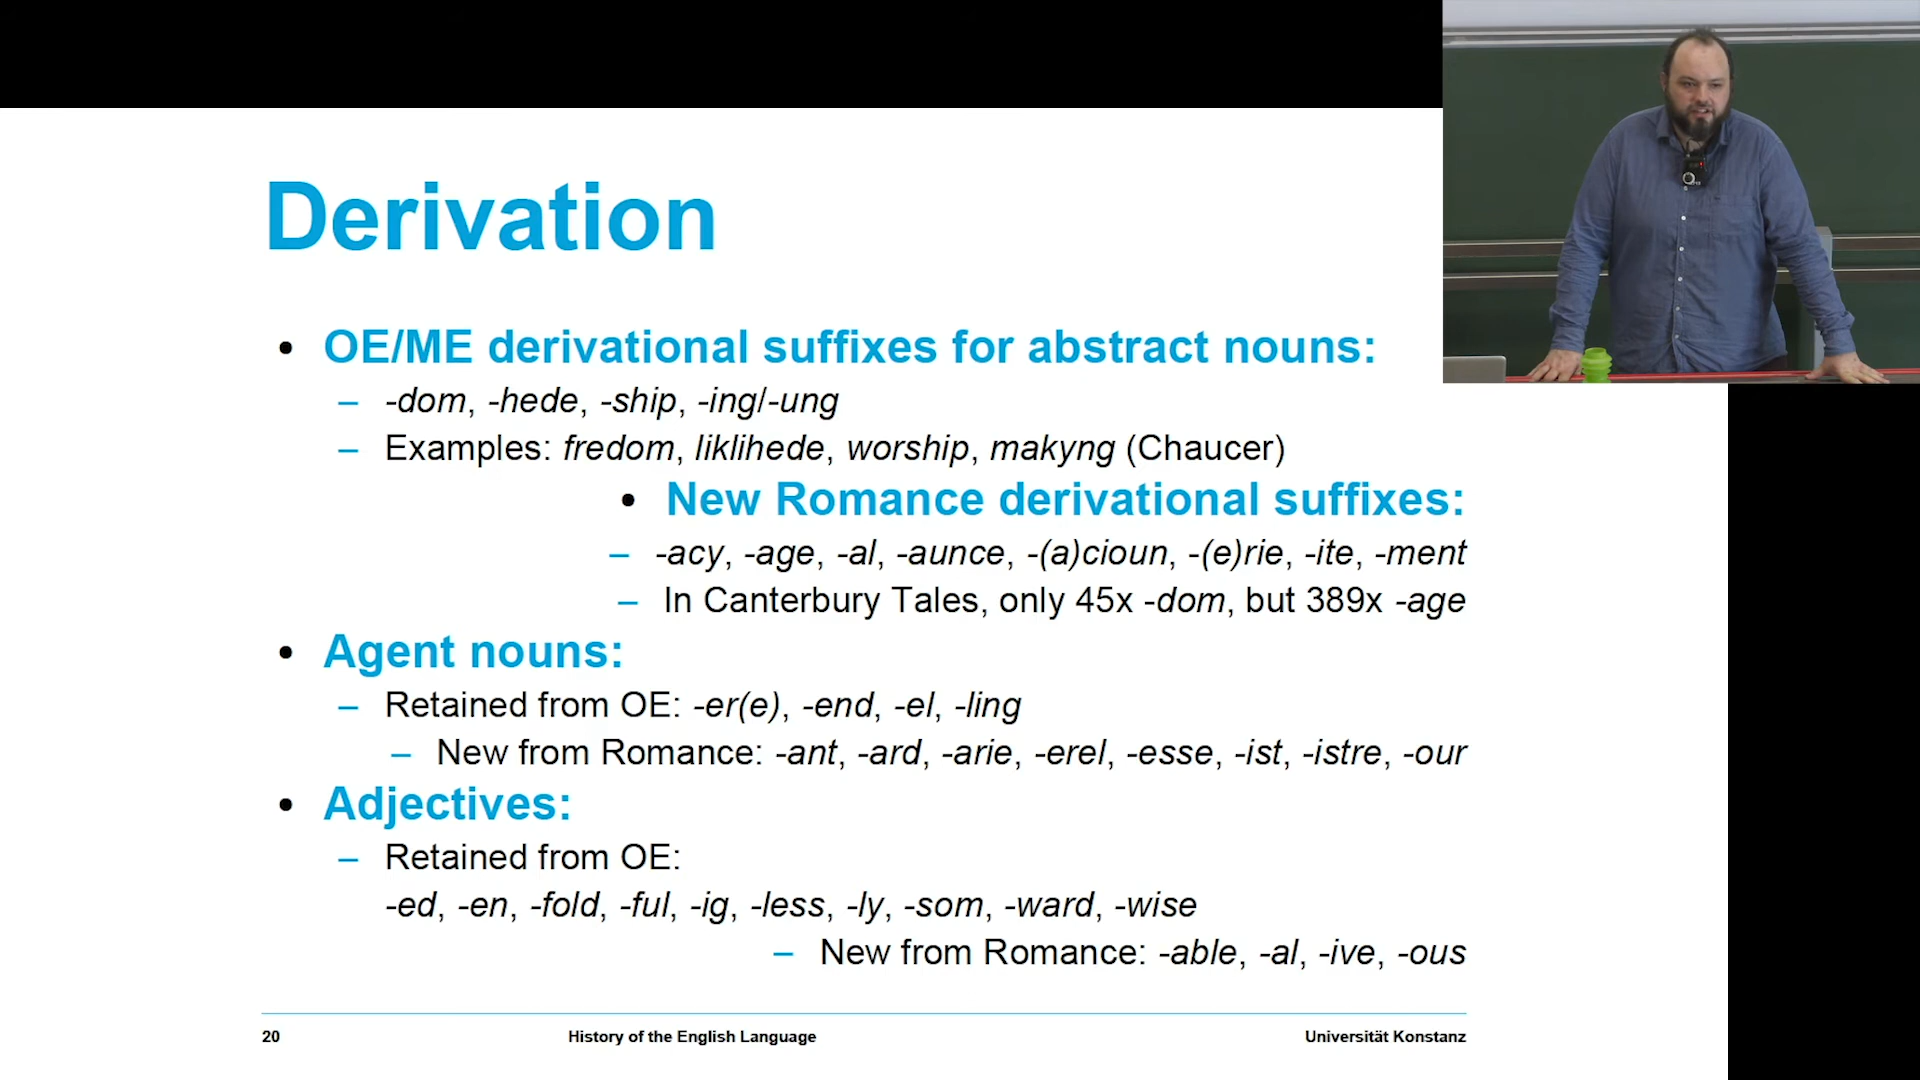 Derivation
• OE/ME derivational suffixes for abstract nouns:
– -dom, -hede, -ship, -ing/-ung
– Examples: fredom, liklihede, worship, makyng (Chaucer)
• New Romance derivational suffixes:
– -acy, -age, -al, -aunce, -(a)cioun, -(e)rie, -ite, -ment
– In Canterbury Tales, only 45x -dom, but 389x -age
• Agent nouns:
– Retained from OE: -er(e), -end, -el, -ling
– New from Romance: -ant, -ard, -arie, -erel, -esse, -ist, -istre, -our
• Adjectives:
– Retained from OE:
-ed, -en, -fold, -ful, -ig, -less, -ly, -som, -ward, -wise
– New from Romance: -able, -al, -ive, -ous
20 History of the English Language Universität Konstanz